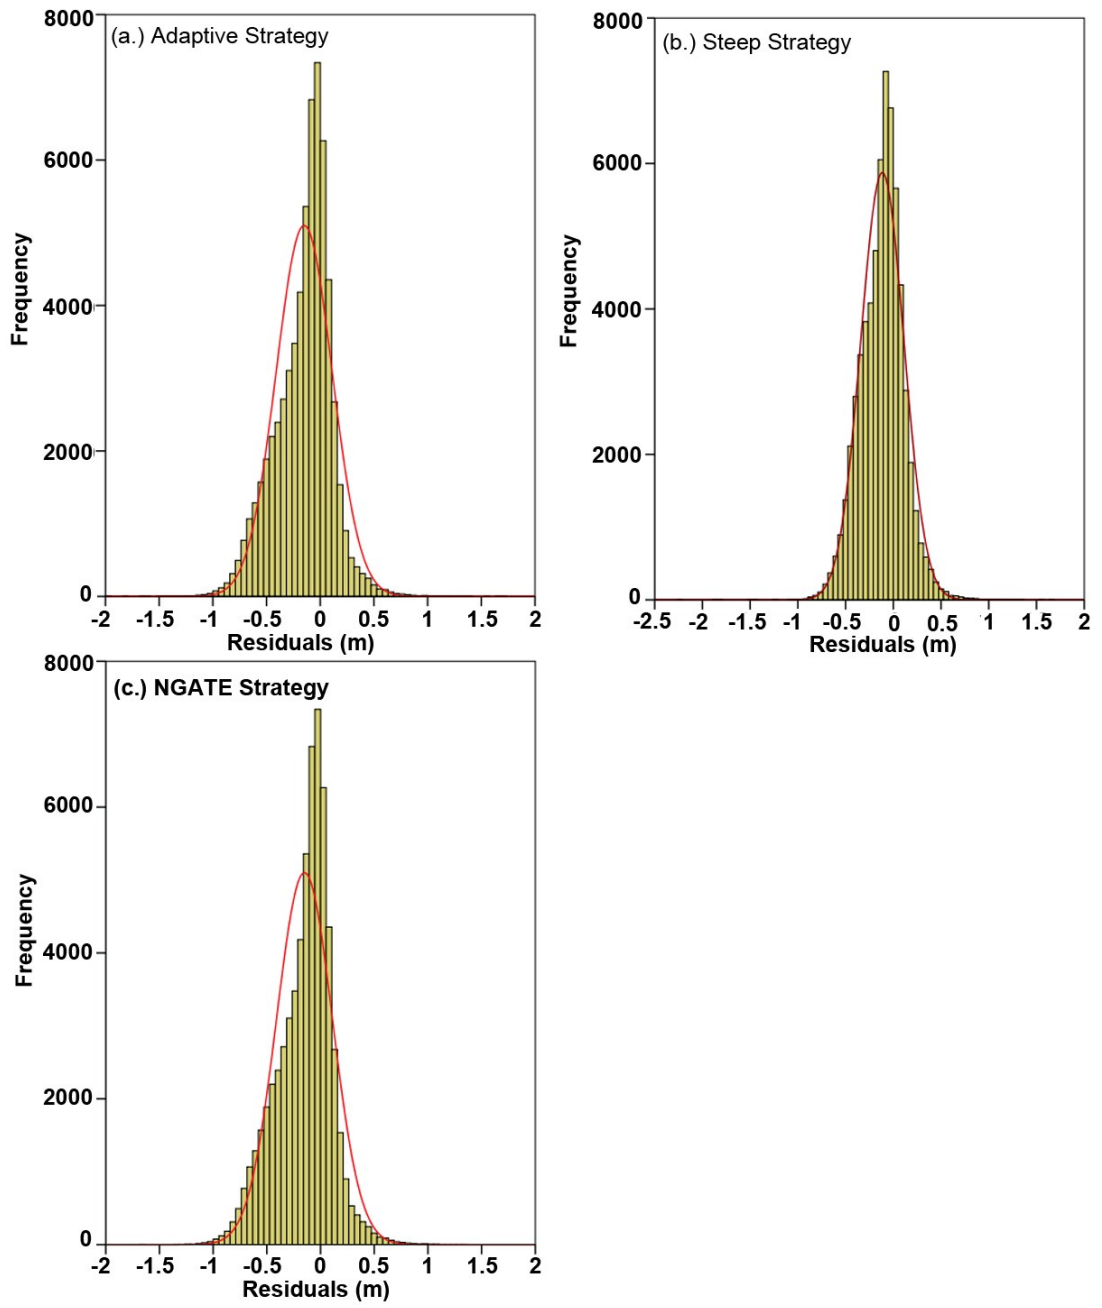 (a.) Adaptive Strategy
8000
6000
4000
2000
0
Frequency
-2 -1.5 -1 -0.5 0 0.5 1 1.5 2
Residuals (m)
(b.) Steep Strategy
8000
6000
4000
2000
0
Frequency
-2.5 -2 -1.5 -1 -0.5 0 0.5 1 1.5 2
Residuals (m)
(c.) NGATE Strategy
8000
6000
4000
2000
0
Frequency
-2 -1.5 -1 -0.5 0 0.5 1 1.5 2
Residuals (m)